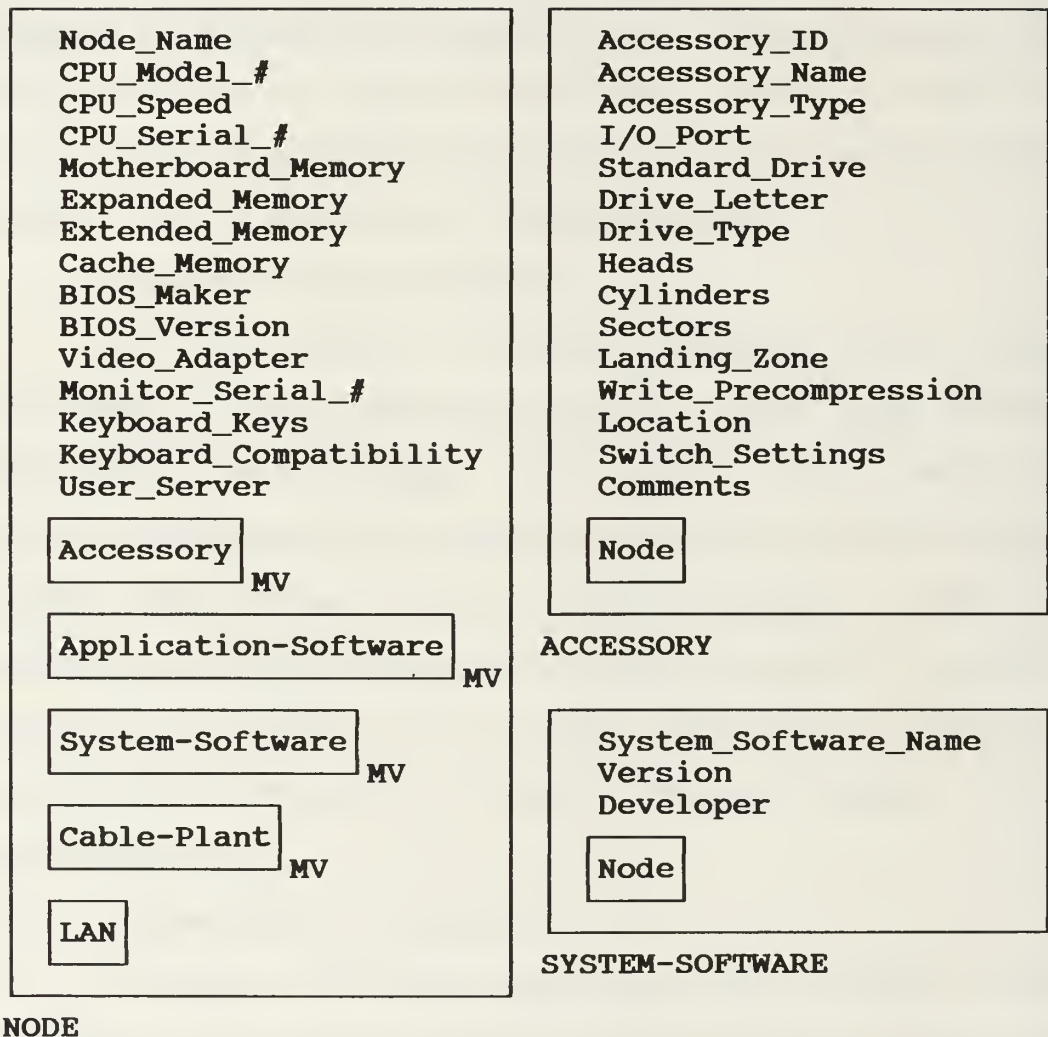 Node_Name
CPU_Model_#
CPU_Speed
CPU_Serial_#
Motherboard_Memory
Expanded_Memory
Extended_Memory
Cache_Memory
BIOS_Maker
BIOS_Version
Video_Adapter
Monitor_Serial_#
Keyboard_Keys
Keyboard_Compatibility
User_Server
Accessory
MV
Application-Software
MV
System-Software
MV
Cable-Plant
MV
LAN
NODE
Accessory_ID
Accessory_Name
Accessory_Type
I/O_Port
Standard_Drive
Drive_Letter
Drive_Type
Heads
Cylinders
Sectors
Landing_Zone
Write_Precompression
Location
Switch_Settings
Comments
Node
ACCESSORY
System_Software_Name
Version
Developer
Node
SYSTEM-SOFTWARE